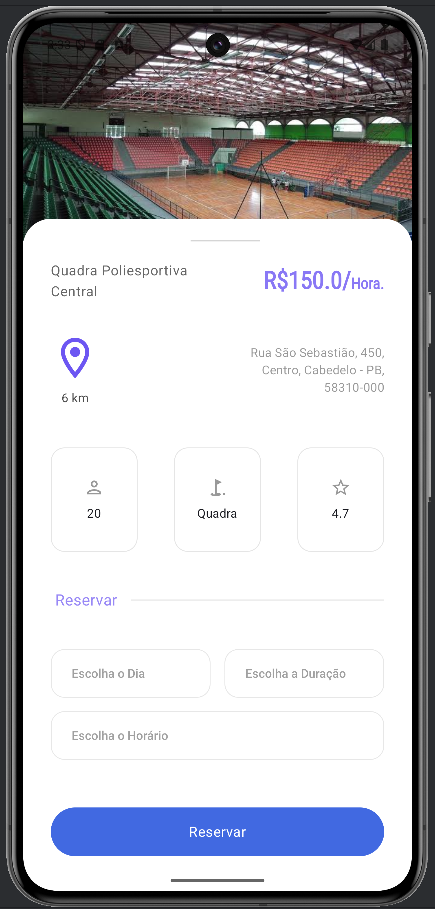 Quadra Poliesportiva
Central
R$150.0/Hora.
6 km
Rua São Sebastião, 450,
Centro, Cabedelo - PB,
58310-000
20
Quadra
4.7
Reservar
Escolha o Dia
Escolha a Duração
Escolha o Horário
Reservar